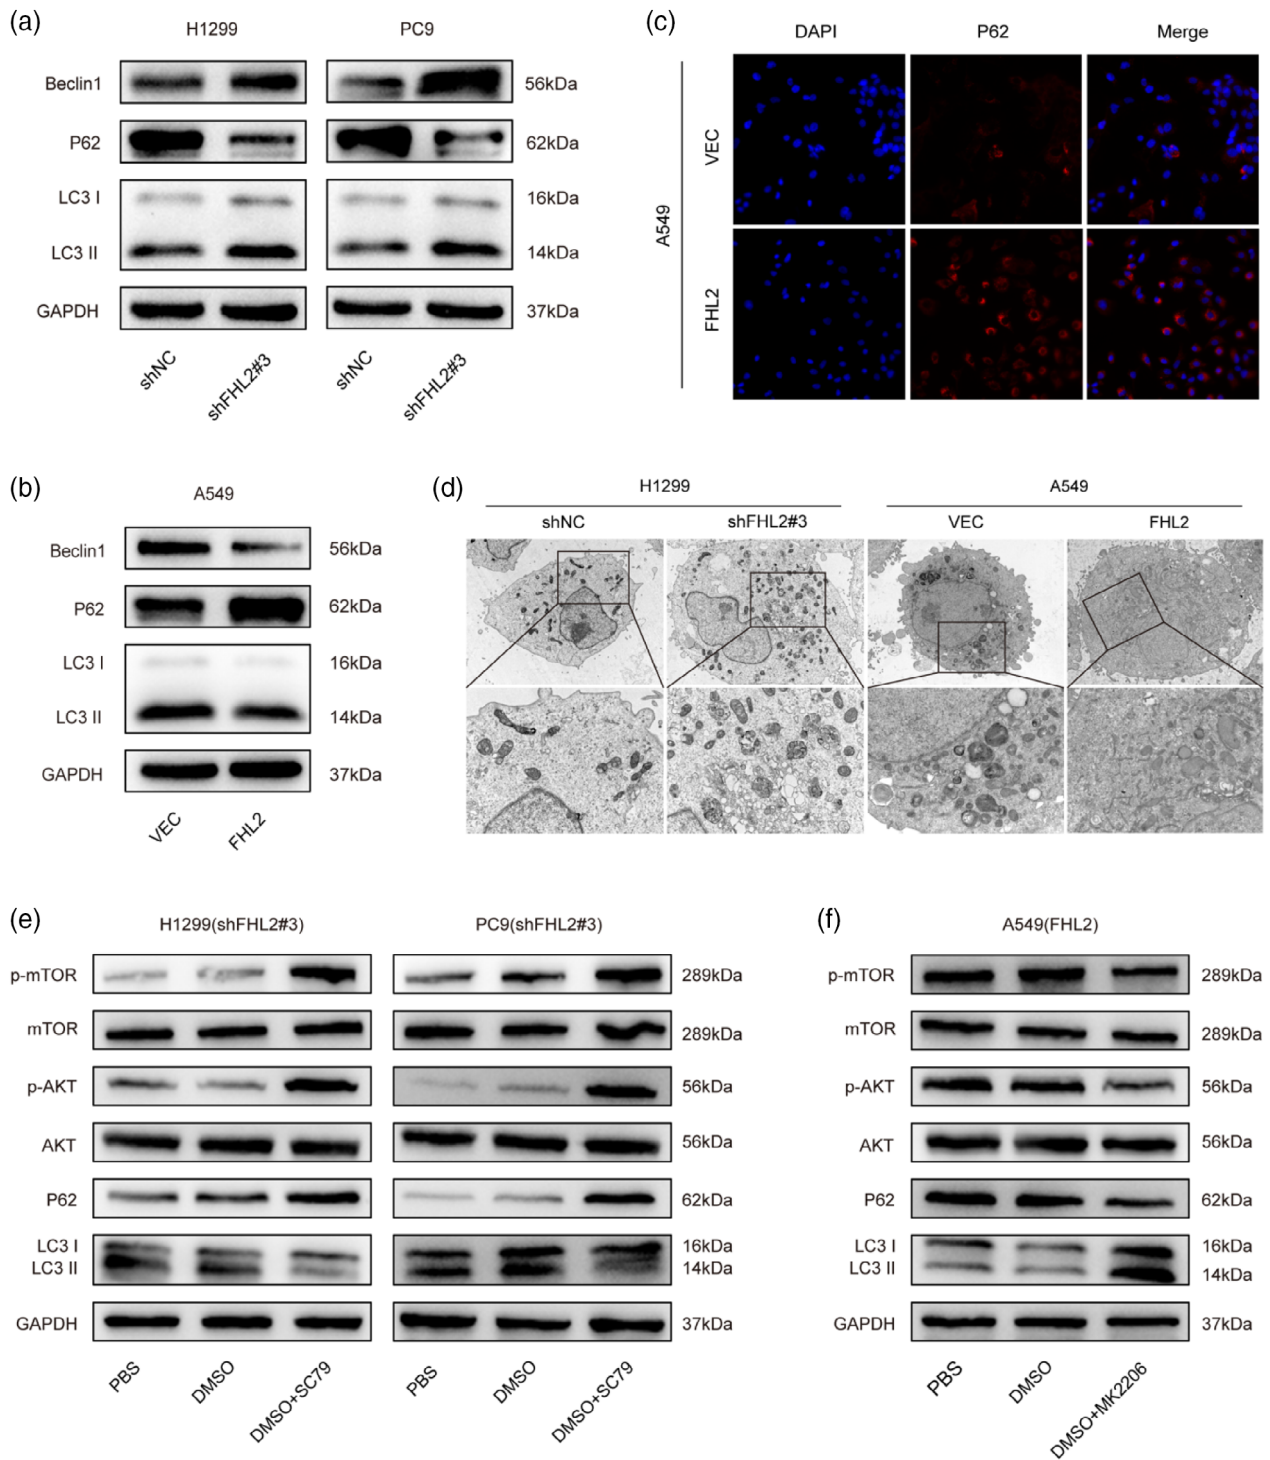 (a)
H1299 PC9
Beclin1 56kDa
P62 62kDa
LC3 I 16kDa
LC3 II 14kDa
GAPDH 37kDa
shNC shFHL2#3 shNC shFHL2#3
(c)
DAPI P62 Merge
A549
VEC
FHL2
(b)
A549
Beclin1 56kDa
P62 62kDa
LC3 I 16kDa
LC3 II 14kDa
GAPDH 37kDa
VEC FHL2
(d)
H1299 A549
shNC shFHL2#3 VEC FHL2
(e)
H1299(shFHL2#3) PC9(shFHL2#3)
p-mTOR 289kDa
mTOR 289kDa
p-AKT 56kDa
AKT 56kDa
P62 62kDa
LC3 I 16kDa
LC3 II 14kDa
GAPDH 37kDa
PBS DMSO DMSO+SC79 PBS DMSO DMSO+SC79
(f)
A549(FHL2)
p-mTOR 289kDa
mTOR 289kDa
p-AKT 56kDa
AKT 56kDa
P62 62kDa
LC3 I 16kDa
LC3 II 14kDa
GAPDH 37kDa
PBS DMSO DMSO+MK2206